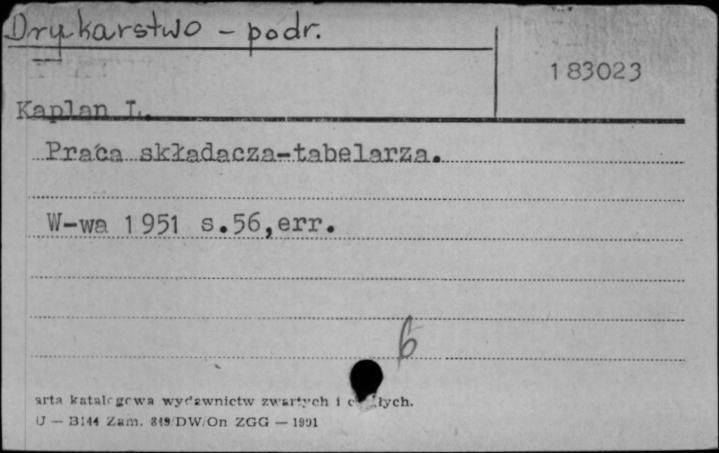 Drukarstwo - podr.
183023
Kaplan L.
Praca składacza-tabelarza.
W-wa 1951 s.56,err.
6
arta katalogowa wydawnictw zwartych i
U — B144 Zam. 849/DW/On ZGG — 1991